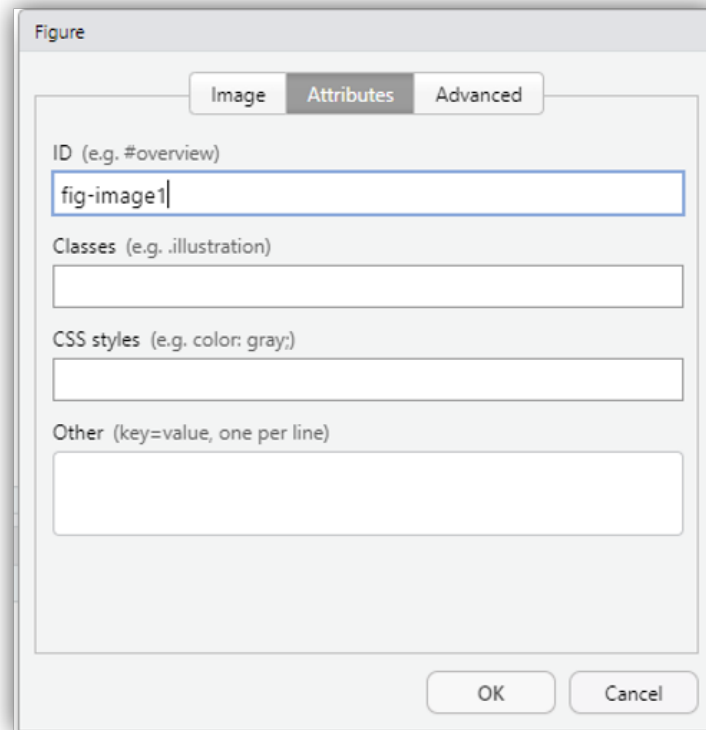 Figure
Image Attributes Advanced
ID (e.g. #overview)
fig-image1
Classes (e.g. .illustration)
CSS styles (e.g. color: gray;)
Other (key=value, one per line)
OK Cancel